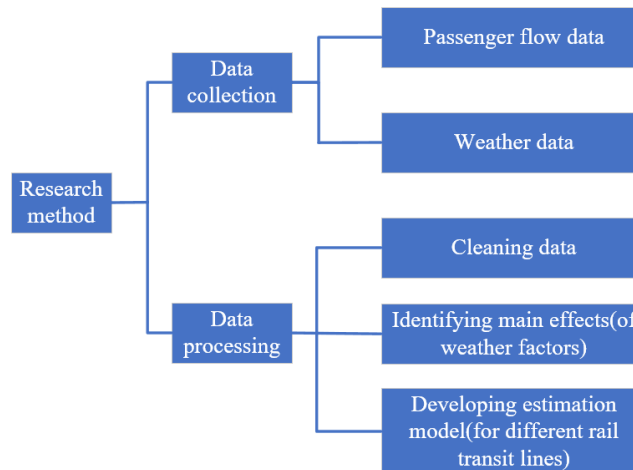 Passenger flow data
Data
collection
Weather data
Research
method
Cleaning data
Data
processing
Identifying main effects(of
weather factors)
Developing estimation
model(for different rail
transit lines)